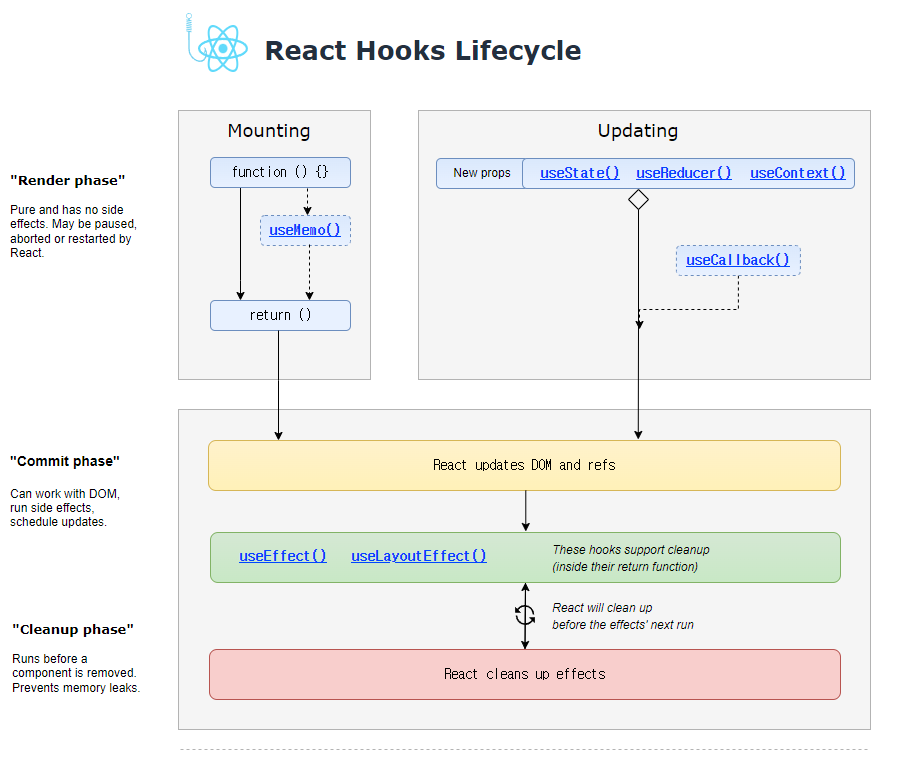 React Hooks Lifecycle
Mounting
Updating
"Render phase"
Pure and has no side
effects. May be paused,
aborted or restarted by
React.
function () {}
useMemo()
return ()
New props
useState()
useReducer()
useContext()
useCallback()
"Commit phase"
Can work with DOM,
run side effects,
schedule updates.
React updates DOM and refs
useEffect()
useLayoutEffect()
These hooks support cleanup
(inside their return function)
React will clean up
before the effects' next run
"Cleanup phase"
Runs before a
component is removed.
Prevents memory leaks.
React cleans up effects